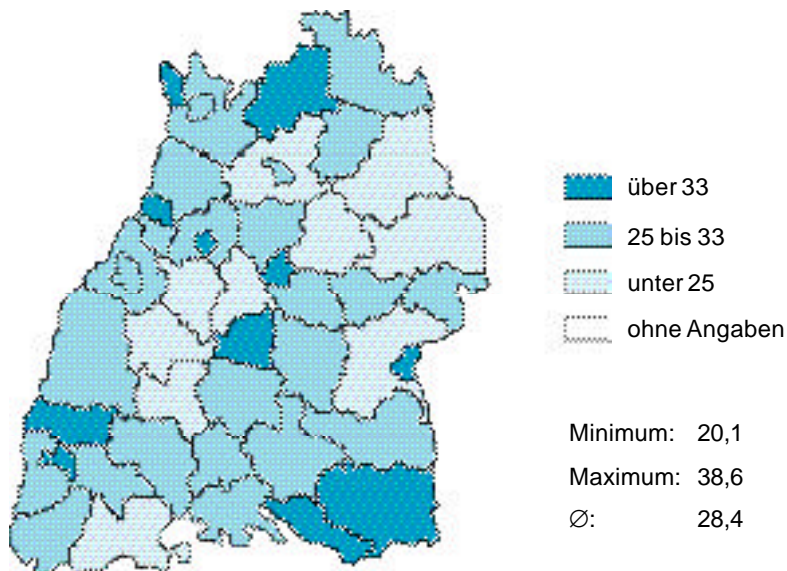 über 33
25 bis 33
unter 25
ohne Angaben
Minimum: 20,1
Maximum: 38,6
∅: 28,4